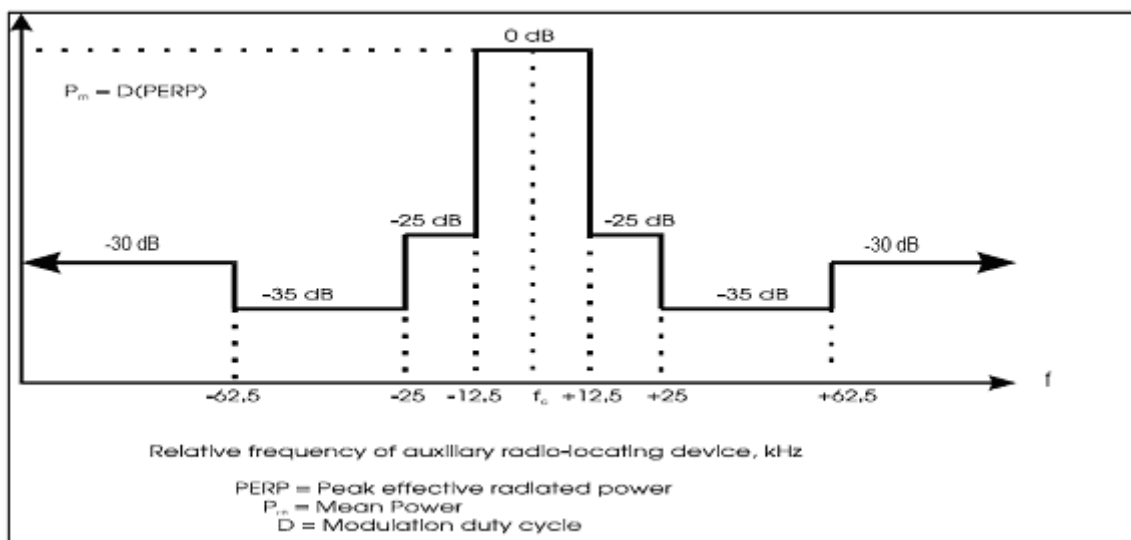 0 dB
Pm = D(PERP)
-25 dB
-25 dB
-30 dB
-30 dB
-35 dB
-35 dB
f
-62.5 -25 -12.5 fc +12.5 +25 +62.5
Relative frequency of auxiliary radio-locating device, kHz
PERP = Peak effective radiated power
Pm = Mean Power
D = Modulation duty cycle